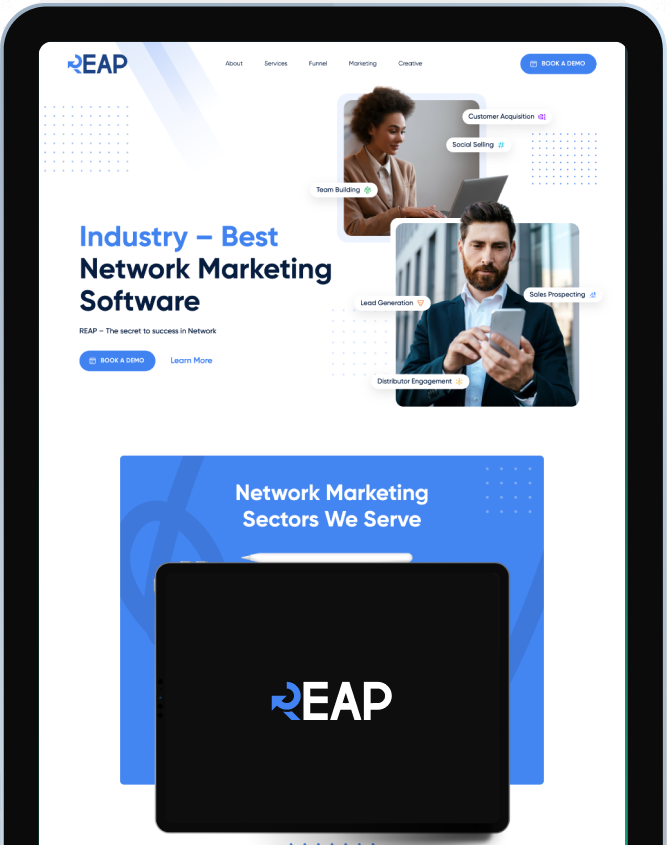 REAP
About
Services
Funnel
Marketing
Creative
BOOK A DEMO
Customer Acquisition
Social Selling
Team Building
Industry – Best
Network Marketing
Software
REAP – The secret to success in Network
BOOK A DEMO
Learn More
Lead Generation
Sales Prospecting
Distributor Engagement
Network Marketing
Sectors We Serve
REAP